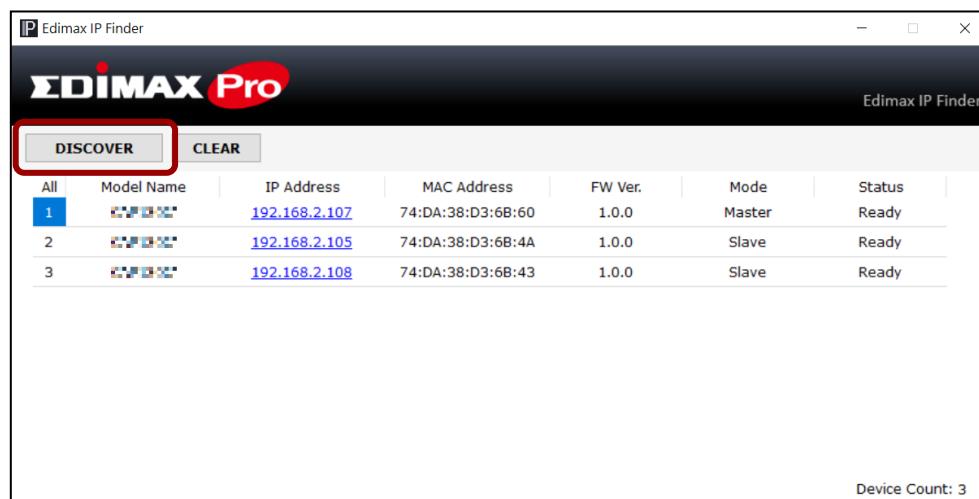 Edimax IP Finder
EDIMAX Pro
Edimax IP Finder
DISCOVER CLEAR
All Model Name IP Address MAC Address FW Ver. Mode Status
1 192.168.2.107 74:DA:38:D3:6B:60 1.0.0 Master Ready
2 192.168.2.105 74:DA:38:D3:6B:4A 1.0.0 Slave Ready
3 192.168.2.108 74:DA:38:D3:6B:43 1.0.0 Slave Ready
Device Count: 3